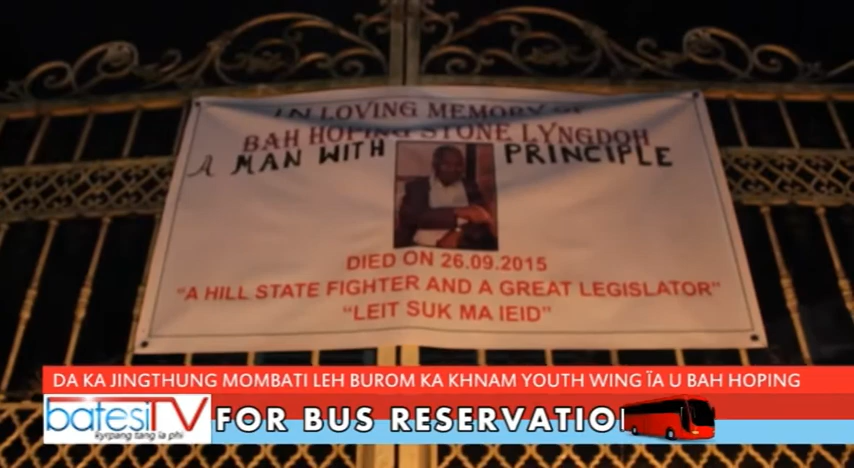 IN LOVING MEMORY OF
BAH HOPING STONE LYNGDOH
A MAN WITH PRINCIPLE
DIED ON 26.09.2015
"A HILL STATE FIGHTER AND A GREAT LEGISLATOR"
"LEIT SUK MA IEID"
DA KA JINGTHUNG MOMBATI LEH BUROM KA KHNAM YOUTH WING ÏA U BAH HOPING
batesiTV
kyrpang tang ïa phi
FOR BUS RESERVATIO